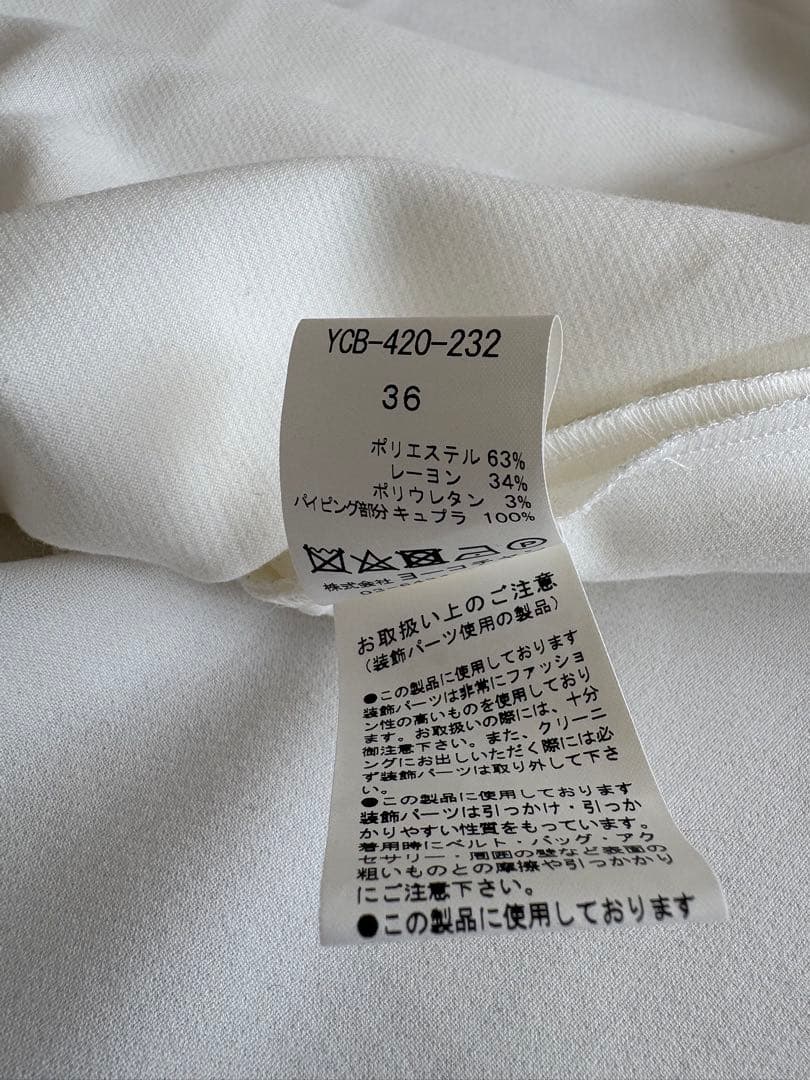 YCB-420-232
36
ポリエステル 63%
レーヨン 34%
ポリウレタン 3%
パイピング部分 キュプラ 100%
P
株式会社
お取扱い上のご注意
(装飾パーツ使用の製品)
●この製品に使用しております
装飾パーツは非常にファッショ
ン性の高いものを使用しており
ます。お取扱いの際には、十分
御注意下さい。また、クリーニ
ングにお出しいただく際には必
ず装飾パーツは取り外して下さ
い。
●この製品に使用しております
装飾パーツは引っかけ・引っか
かりやすい性質をもっています。
着用時にベルト・バッグ・アク
セサリー・周囲の壁など表面の
粗いものとの摩擦や引っかかり
にご注意下さい。
●この製品に使用しております